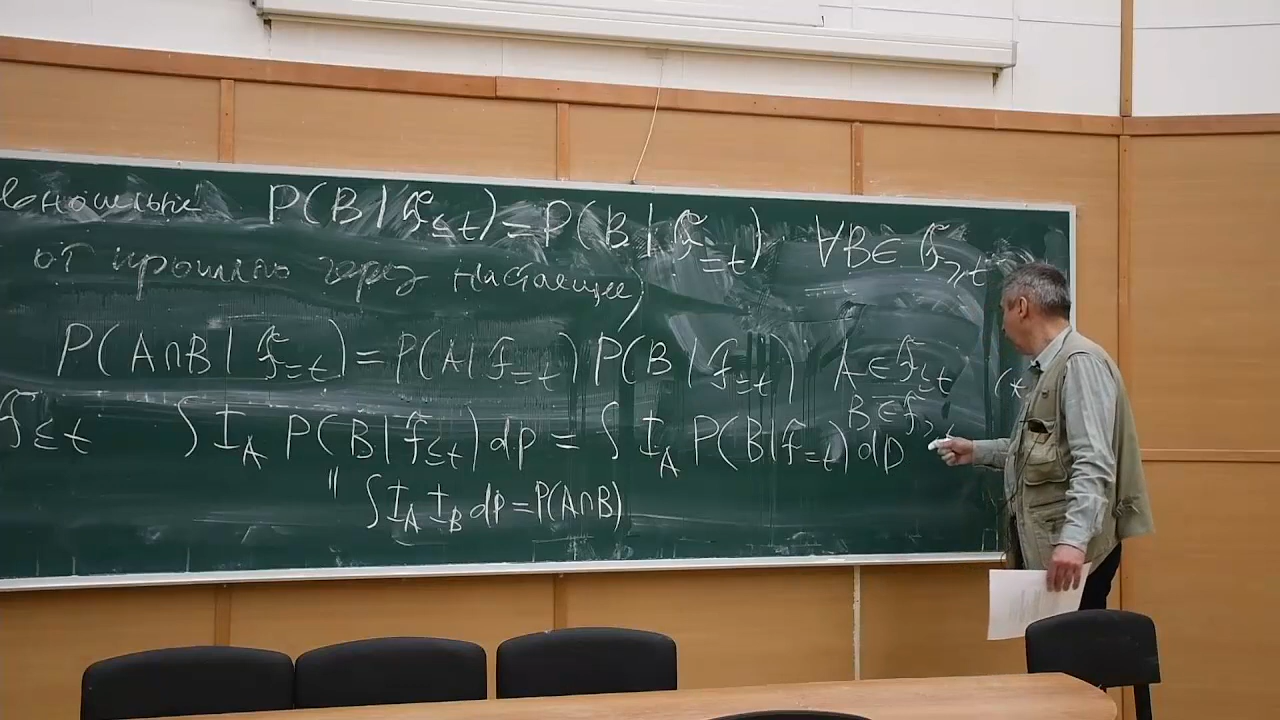 P(B | ℱ≤t) = P(B | ℱ=t) ∀B ∈ ℱ≥t
от прошлого через настоящее)
P(A∩B | ℱ=t) = P(A | ℱ=t) P(B | ℱ=t) A ∈ ℱ≤t (*
B ∈ ℱ≥t
ℱ≤t ∫ I_A P(B | ℱ≤t) dP = ∫ I_A P(B | ℱ=t) dP
" ∫ I_A I_B dP = P(A∩B)